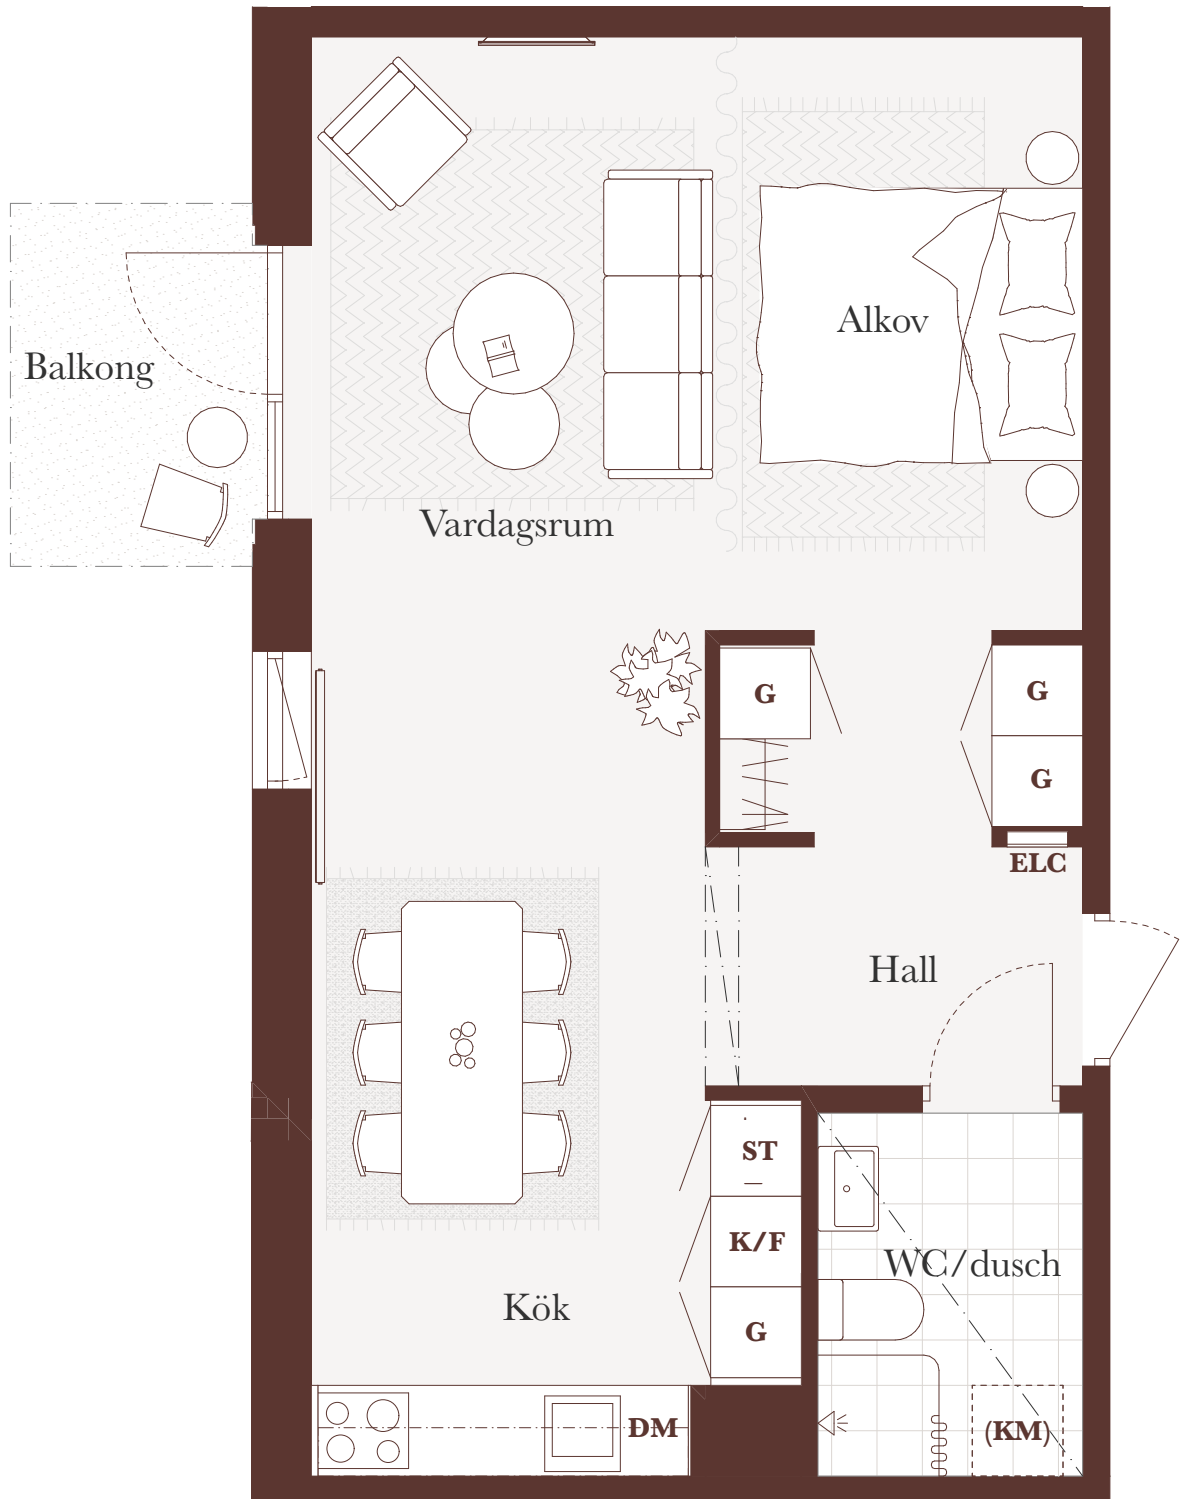 Alkov
Balkong
Vardagsrum
G
G
G
ELC
Hall
ST
K/F
WC/dusch
Kök
G
DM
(KM)